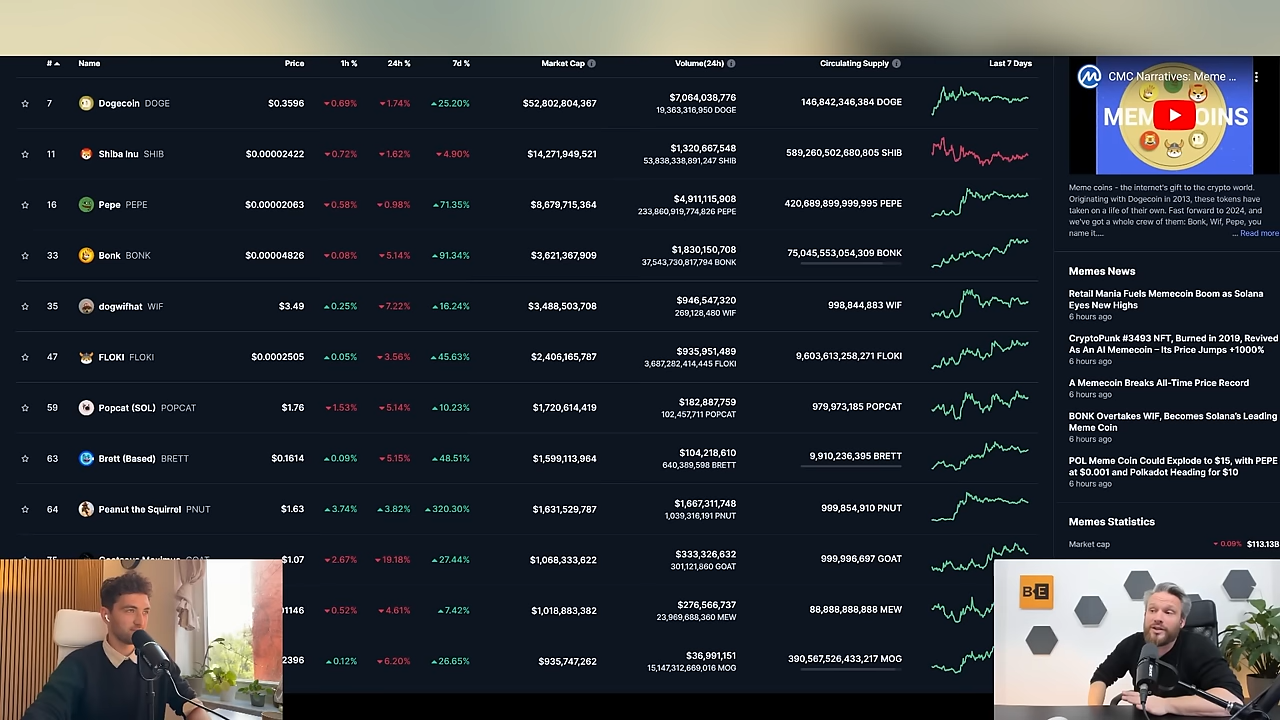 # Name Price 1h % 24h % 7d % Market Cap Volume(24h) Circulating Supply Last 7 Days
7 Dogecoin DOGE $0.3596 0.69% 1.74% 25.20% $52,802,804,367 $7,064,038,776 146,842,346,384 DOGE
19,363,316,950 DOGE
11 Shiba Inu SHIB $0.00002422 0.72% 1.62% 4.90% $14,271,949,521 $1,320,667,548 589,260,502,680,805 SHIB
53,838,338,891,247 SHIB
16 Pepe PEPE $0.00002063 0.58% 0.98% 71.35% $8,679,715,364 $4,911,115,908 420,689,899,999,995 PEPE
233,860,919,774,826 PEPE
33 Bonk BONK $0.00004826 0.08% 5.14% 91.34% $3,621,367,909 $1,830,150,708 75,045,553,054,309 BONK
37,543,730,817,794 BONK
35 dogwifhat WIF $3.49 0.25% 7.22% 16.24% $3,488,503,708 $946,547,320 998,844,883 WIF
269,128,480 WIF
47 FLOKI FLOKI $0.0002505 0.05% 3.56% 45.63% $2,406,165,787 $935,951,489 9,603,613,258,271 FLOKI
3,687,282,414,445 FLOKI
59 Popcat (SOL) POPCAT $1.76 1.53% 5.14% 10.23% $1,720,614,419 $182,887,759 979,973,185 POPCAT
102,457,711 POPCAT
63 Brett (Based) BRETT $0.1614 0.09% 5.15% 48.51% $1,599,113,964 $104,218,610 9,910,236,395 BRETT
640,389,598 BRETT
64 Peanut the Squirrel PNUT $1.63 3.74% 3.82% 320.30% $1,631,529,787 $1,667,311,748 999,854,910 PNUT
1,039,316,191 PNUT
$1.07 2.67% 19.18% 27.44% $1,068,333,622 $333,326,632 999,996,697 GOAT
301,121,860 GOAT
1146 0.52% 4.61% 7.42% $1,018,883,382 $276,566,737 88,888,888,888 MEW
23,969,688,360 MEW
2396 0.12% 6.20% 26.65% $935,747,262 $36,991,151 390,567,526,433,217 MOG
15,147,312,669,016 MOG
CMC Narratives: Meme ...
Meme coins - the internet's gift to the crypto world.
Originating with Dogecoin in 2013, these tokens have
taken on a life of their own. Fast forward to 2024, and
we've got a whole crew of them: Bonk, Wif, Pepe, you
name it.... ... Read more
Memes News
Retail Mania Fuels Memecoin Boom as Solana
Eyes New Highs
6 hours ago
CryptoPunk #3493 NFT, Burned in 2019, Revived
As An AI Memecoin – Its Price Jumps +1000%
6 hours ago
A Memecoin Breaks All-Time Price Record
6 hours ago
BONK Overtakes WIF, Becomes Solana's Leading
Meme Coin
6 hours ago
POL Meme Coin Could Explode to $15, with PEPE
at $0.001 and Polkadot Heading for $10
6 hours ago
Memes Statistics
Market cap 0.09% $113.13B
B E